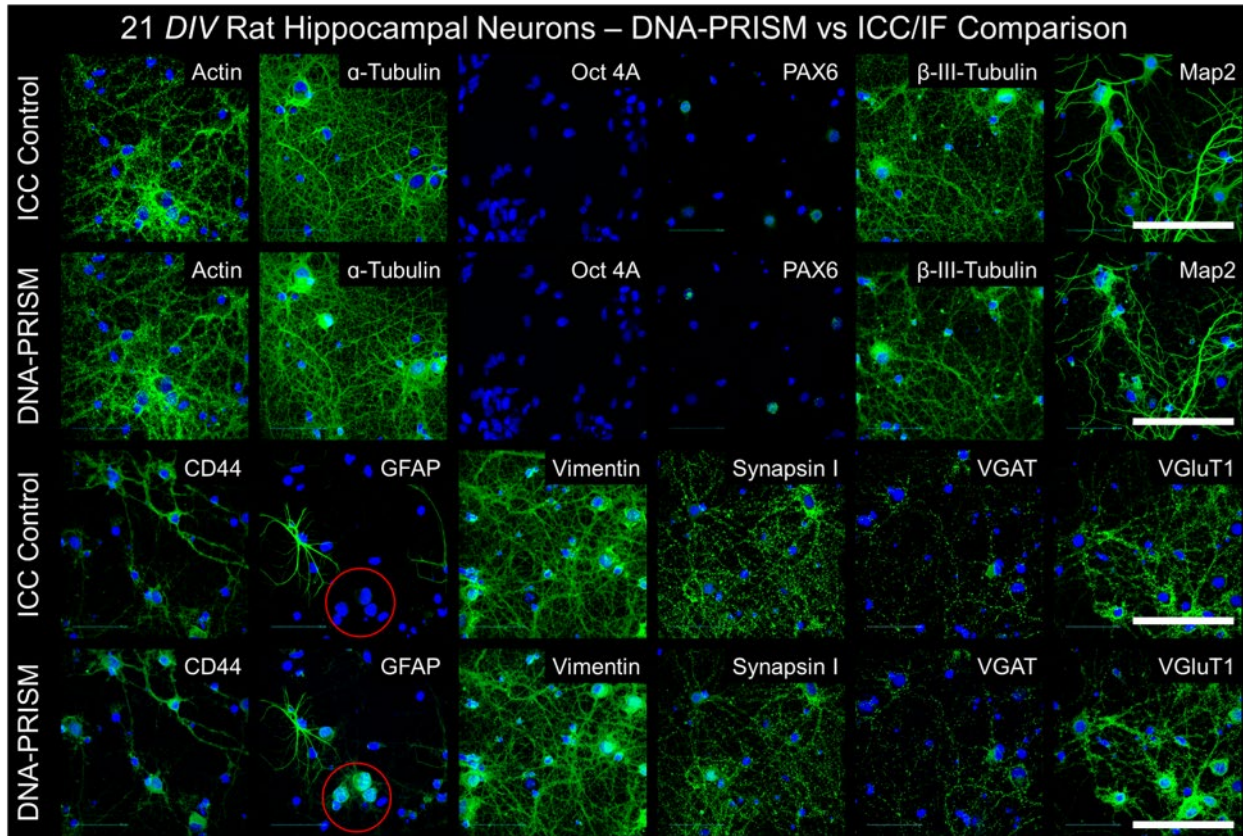 21 DIV Rat Hippocampal Neurons – DNA-PRISM vs ICC/IF Comparison
ICC Control
Actin
α-Tubulin
Oct 4A
PAX6
β-III-Tubulin
Map2
DNA-PRISM
Actin
α-Tubulin
Oct 4A
PAX6
β-III-Tubulin
Map2
ICC Control
CD44
GFAP
Vimentin
Synapsin I
VGAT
VGluT1
DNA-PRISM
CD44
GFAP
Vimentin
Synapsin I
VGAT
VGluT1